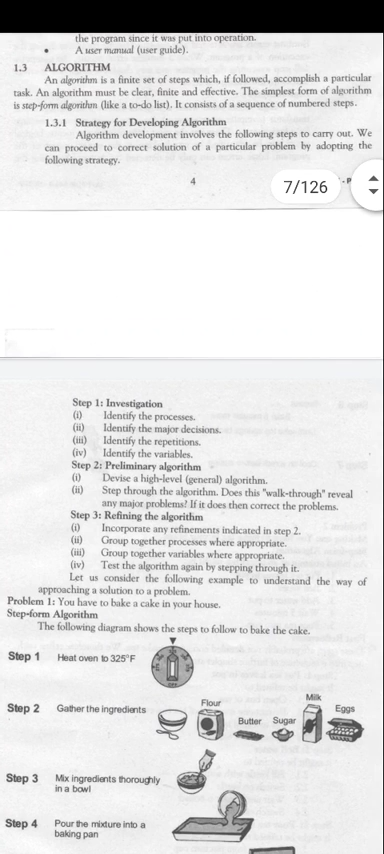 the program since it was put into operation.
• A user manual (user guide).
1.3 ALGORITHM
An algorithm is a finite set of steps which, if followed, accomplish a particular
task. An algorithm must be clear, finite and effective. The simplest form of algorithm
is step-form algorithm (like a to-do list). It consists of a sequence of numbered steps.
1.3.1 Strategy for Developing Algorithm
Algorithm development involves the following steps to carry out. We
can proceed to correct solution of a particular problem by adopting the
following strategy.
4
7/126
Step 1: Investigation
(i) Identify the processes.
(ii) Identify the major decisions.
(iii) Identify the repetitions.
(iv) Identify the variables.
Step 2: Preliminary algorithm
(i) Devise a high-level (general) algorithm.
(ii) Step through the algorithm. Does this "walk-through" reveal
any major problems? If it does then correct the problems.
Step 3: Refining the algorithm
(i) Incorporate any refinements indicated in step 2.
(ii) Group together processes where appropriate.
(iii) Group together variables where appropriate.
(iv) Test the algorithm again by stepping through it.
Let us consider the following example to understand the way of
approaching a solution to a problem.
Problem 1: You have to bake a cake in your house.
Step-form Algorithm
The following diagram shows the steps to follow to bake the cake.
Step 1 Heat oven to 325°F
Step 2 Gather the ingredients
Flour
Butter
Sugar
Milk
Eggs
Step 3 Mix ingredients thoroughly
in a bowl
Step 4 Pour the mixture into a
baking pan